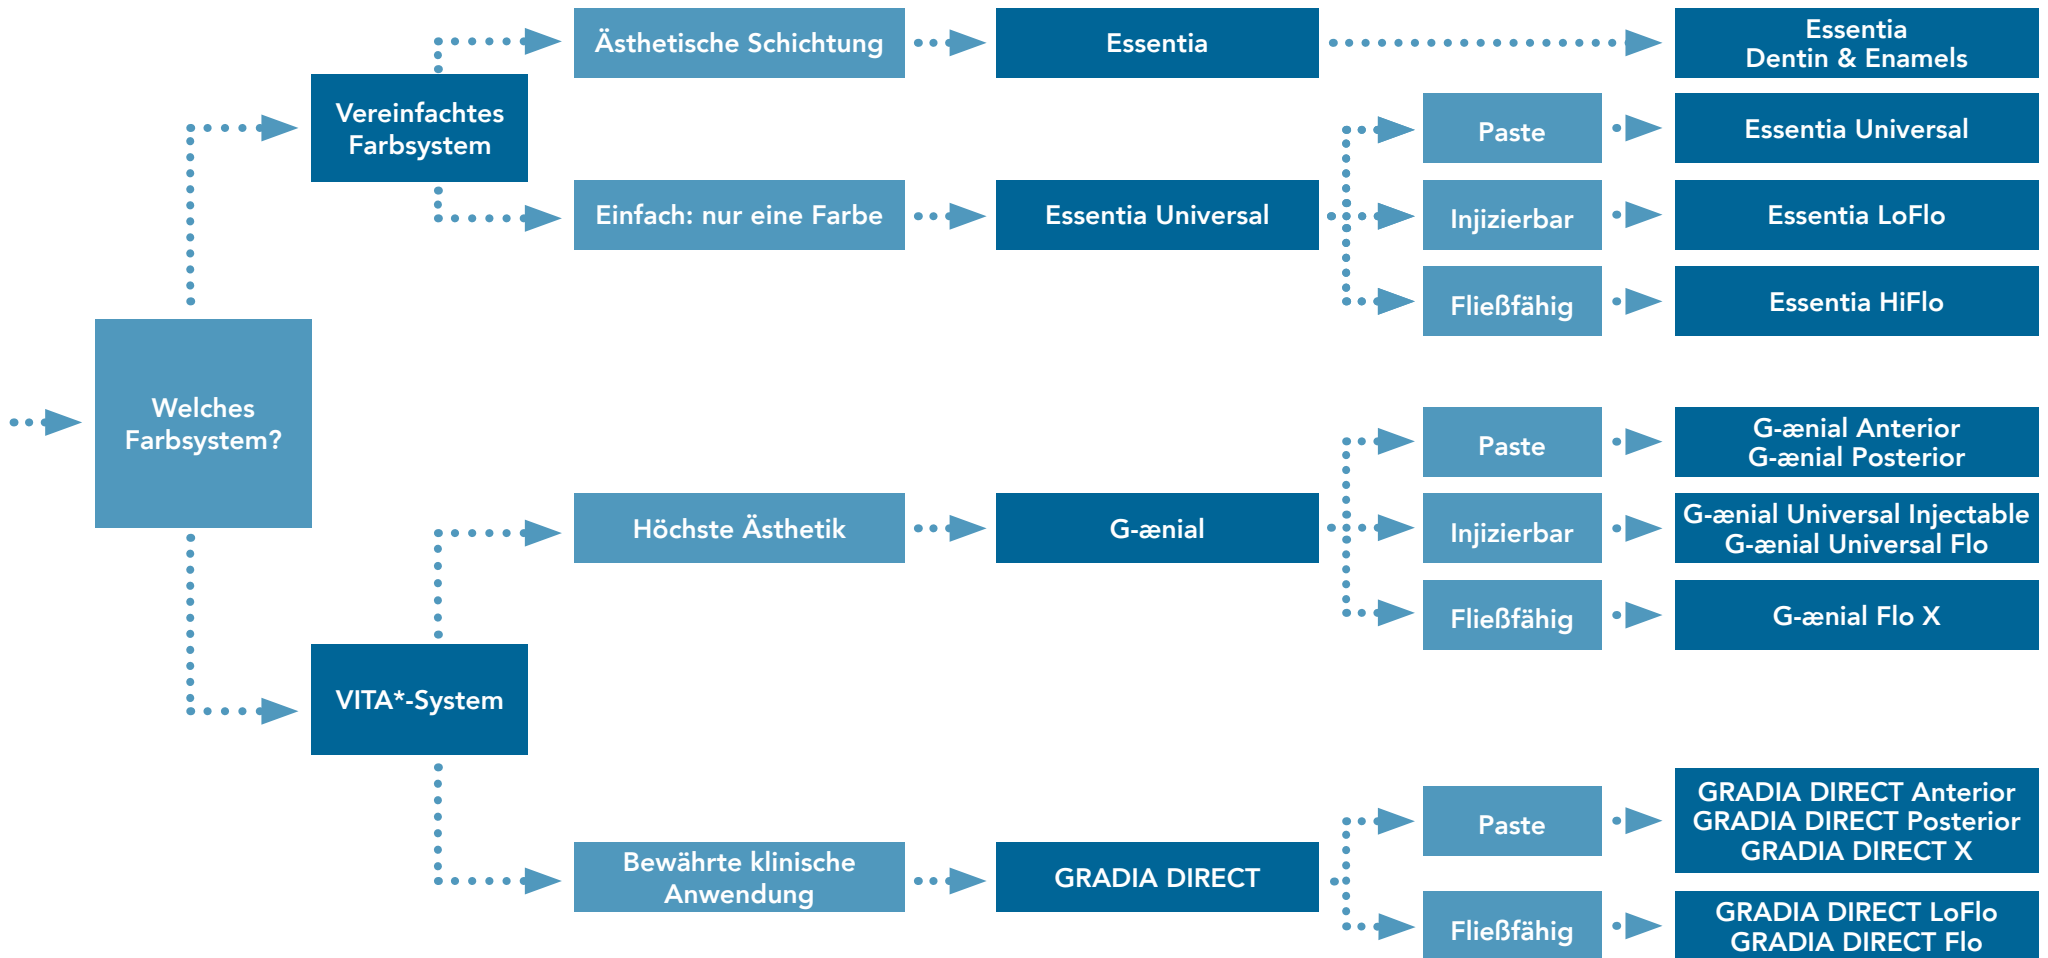 Ästhetische Schichtung
Essentia
Essentia
Dentin & Enamels
Vereinfachtes
Farbsystem
Paste
Essentia Universal
Einfach: nur eine Farbe
Essentia Universal
Injizierbar
Essentia LoFlo
Fließfähig
Essentia HiFlo
Welches
Farbsystem?
Paste
G-ænial Anterior
G-ænial Posterior
Höchste Ästhetik
G-ænial
Injizierbar
G-ænial Universal Injectable
G-ænial Universal Flo
Fließfähig
G-ænial Flo X
VITA*-System
Paste
GRADIA DIRECT Anterior
GRADIA DIRECT Posterior
GRADIA DIRECT X
Bewährte klinische
Anwendung
GRADIA DIRECT
Fließfähig
GRADIA DIRECT LoFlo
GRADIA DIRECT Flo